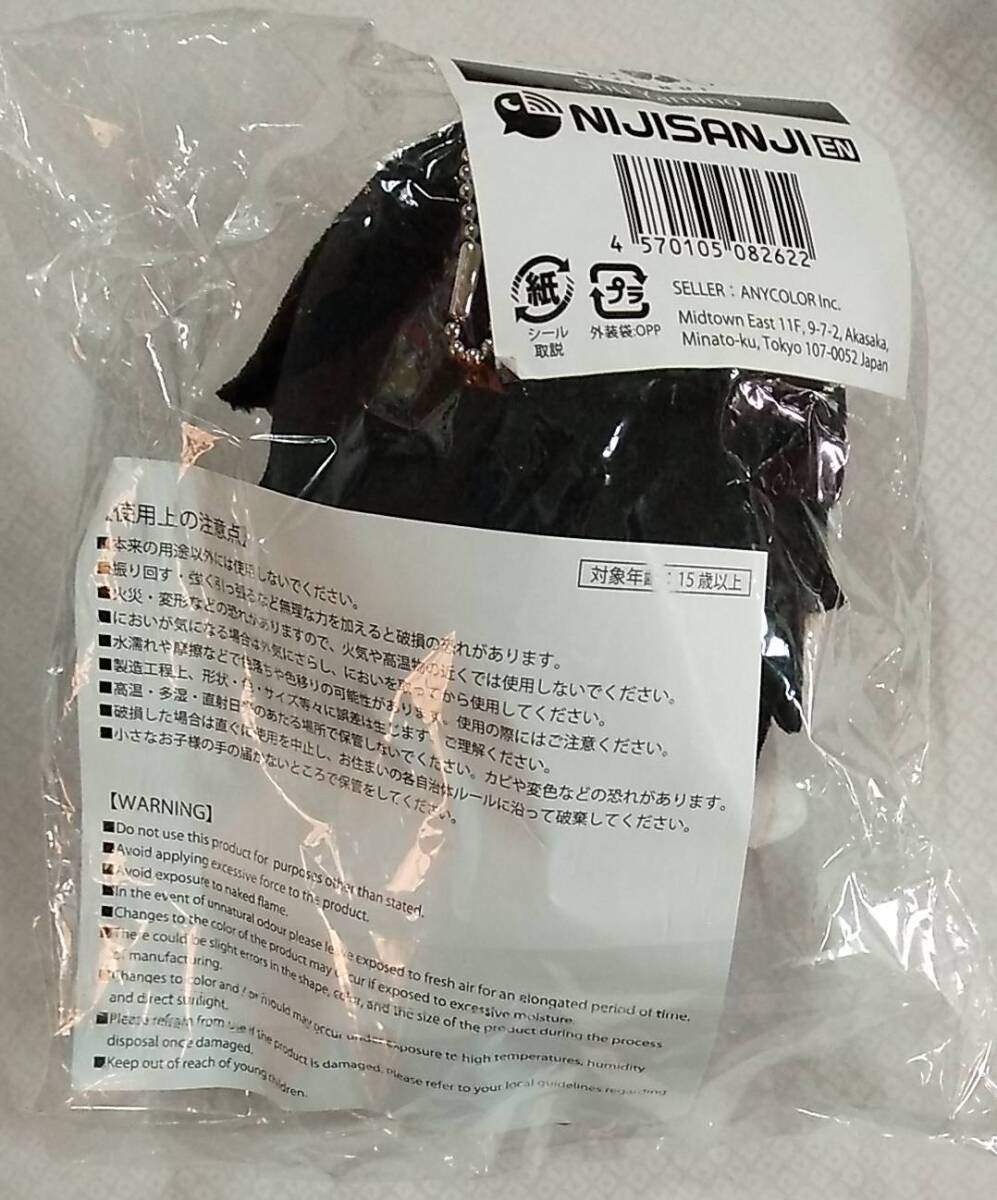 Shu Yamino
NIJISANJI EN
4 570105 082622
紙
シール
取説
プラ
外装袋:OPP
SELLER : ANYCOLOR Inc.
Midtown East 11F, 9-7-2, Akasaka,
Minato-ku, Tokyo 107-0052 Japan
【使用上の注意点】
対象年齢：15歳以上
■本来の用途以外には使用しないでください。
■振り回す・強く引っ張るなど無理な力を加えると破損の恐れがあります。
■火災・変形などの恐れがありますので、火気や高温物の近くでは使用しないでください。
■においが気になる場合は外気にさらし、においを取ってから使用してください。
■水濡れや摩擦などで色落ちや色移りの可能性があります。使用の際にはご注意ください。
■製造工程上、形状・色・サイズ等々に誤差は生じます。ご理解ください。
■高温・多湿・直射日光のあたる場所で保管しないでください。カビや変色などの恐れがあります。
■破損した場合は直ぐに使用を中止し、お住まいの各自治体ルールに沿って破棄してください。
■小さなお子様の手の届かないところで保管をしてください。
【WARNING】
■Do not use this product for purposes other than stated.
■Avoid applying excessive force to the product.
■Avoid exposure to naked flame.
■In the event of unnatural odour please leave exposed to fresh air for an elongated period of time.
■Changes to the color of the product may occur if exposed to excessive moisture.
■There could be slight errors in the shape, color, and the size of the product during the process
of manufacturing.
■Changes to color and / or mould may occur under exposure to high temperatures, humidity
and direct sunlight.
■Please refrain from use if the product is damaged. Please refer to your local guidelines regarding
disposal once damaged.
■Keep out of reach of young children.